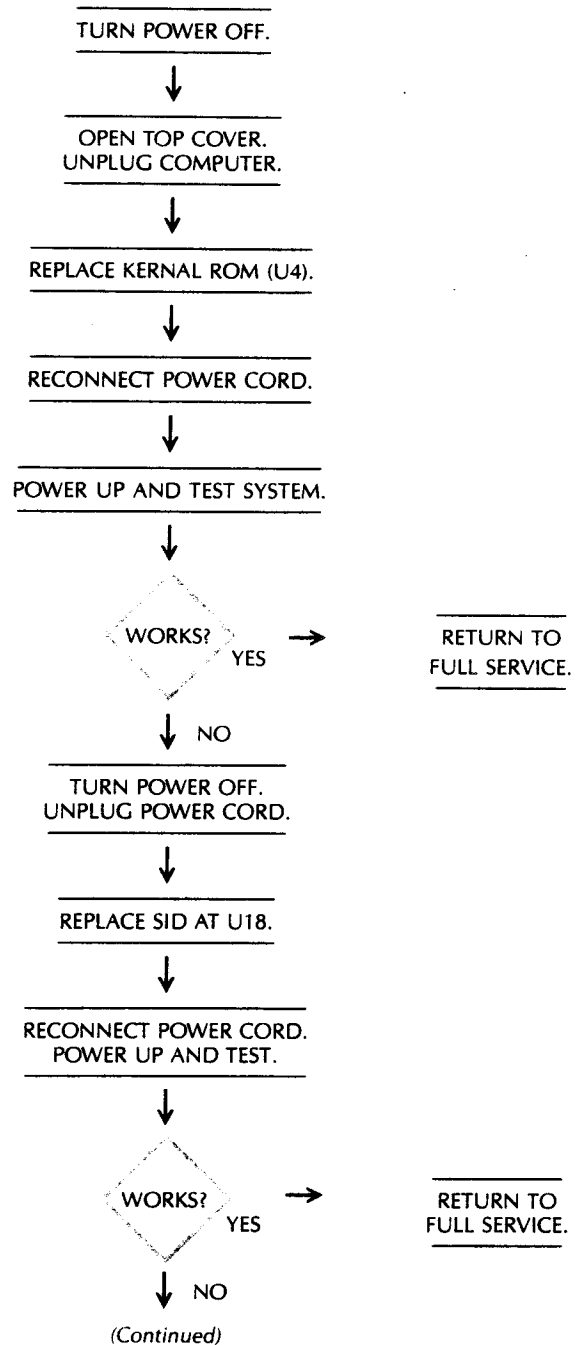 TURN POWER OFF.
OPEN TOP COVER.
UNPLUG COMPUTER.
REPLACE KERNAL ROM (U4).
RECONNECT POWER CORD.
POWER UP AND TEST SYSTEM.
WORKS?
YES
RETURN TO
FULL SERVICE.
NO
TURN POWER OFF.
UNPLUG POWER CORD.
REPLACE SID AT U18.
RECONNECT POWER CORD.
POWER UP AND TEST.
WORKS?
YES
RETURN TO
FULL SERVICE.
NO
(Continued)